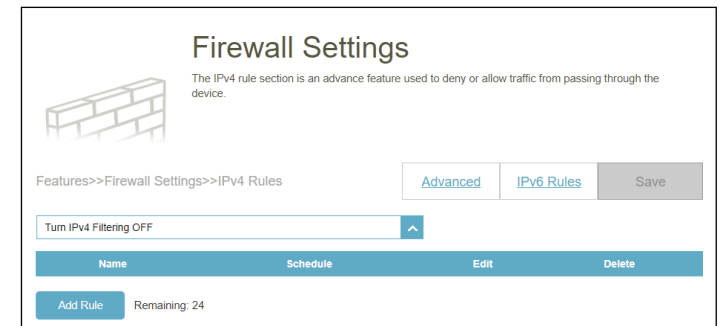 Firewall Settings
The IPv4 rule section is an advance feature used to deny or allow traffic from passing through the
device.
Features>>Firewall Settings>>IPv4 Rules
Advanced
IPv6 Rules
Save
Turn IPv4 Filtering OFF
Name Schedule Edit Delete
Add Rule Remaining: 24